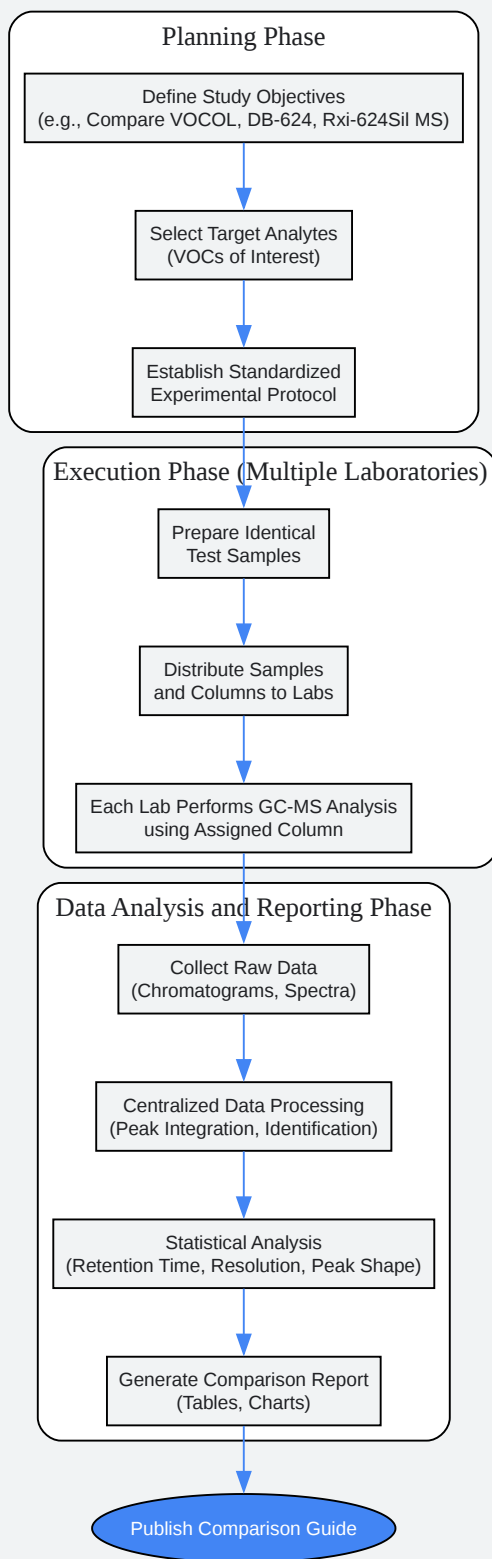 Planning Phase
Define Study Objectives
(e.g., Compare VOCOL, DB-624, Rxi-624Sil MS)
Select Target Analytes
(VOCs of Interest)
Establish Standardized
Experimental Protocol
Execution Phase (Multiple Laboratories)
Prepare Identical
Test Samples
Distribute Samples
and Columns to Labs
Each Lab Performs GC-MS Analysis
using Assigned Column
Data Analysis and Reporting Phase
Collect Raw Data
(Chromatograms, Spectra)
Centralized Data Processing
(Peak Integration, Identification)
Statistical Analysis
(Retention Time, Resolution, Peak Shape)
Generate Comparison Report
(Tables, Charts)
Publish Comparison Guide